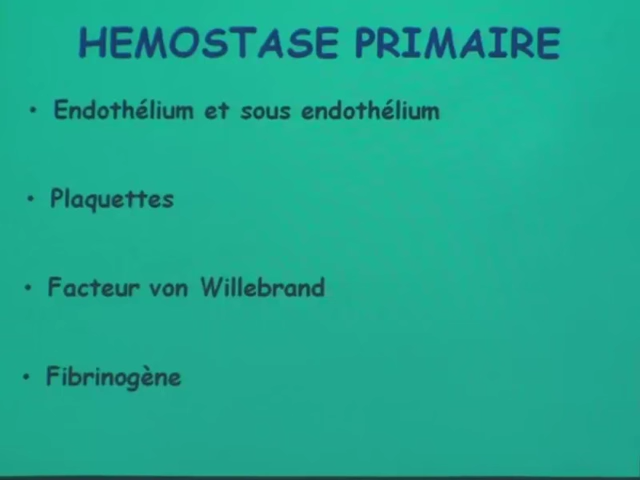 HEMOSTASE PRIMAIRE
• Endothélium et sous endothélium
• Plaquettes
• Facteur von Willebrand
• Fibrinogène